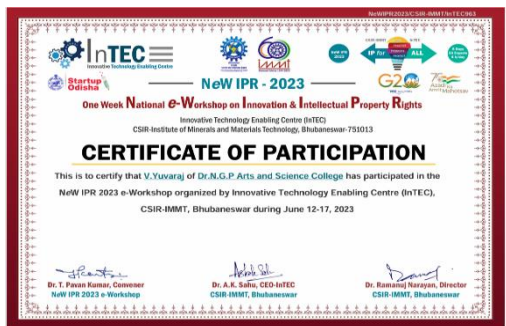 NeWIPR2023/CSIR-IMMT/InTEC963
InTEC
Innovative Technology Enabling Centre
Startup
Odisha
immt
IP for ALL
G20
Azadi Ka
Amrit Mahotsav
NeW IPR - 2023
One Week National e-Workshop on Innovation & Intellectual Property Rights
Innovative Technology Enabling Centre (InTEC)
CSIR-Institute of Minerals and Materials Technology, Bhubaneswar-751013
CERTIFICATE OF PARTICIPATION
This is to certify that V.Yuvaraj of Dr.N.G.P Arts and Science College has participated in the
NeW IPR 2023 e-Workshop organized by Innovative Technology Enabling Centre (InTEC),
CSIR-IMMT, Bhubaneswar during June 12-17, 2023
Dr. T. Pavan Kumar, Convener
NeW IPR 2023 e-Workshop
Dr. A.K. Sahu, CEO-InTEC
CSIR-IMMT, Bhubaneswar
Dr. Ramanuj Narayan, Director
CSIR-IMMT, Bhubaneswar